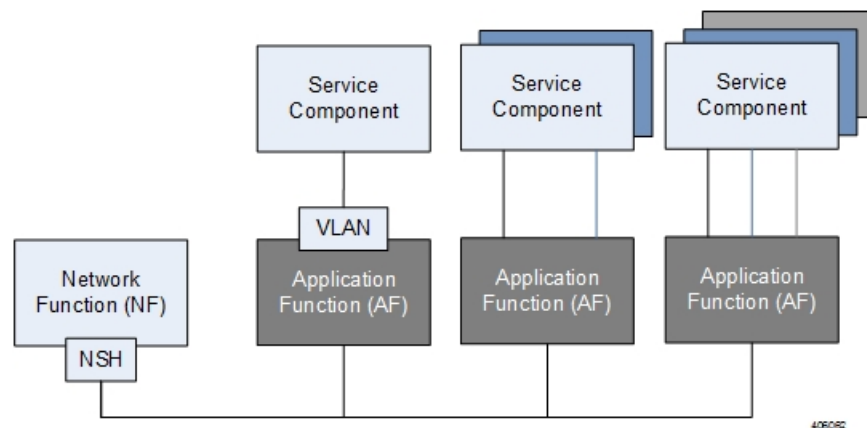 Service
Component
Service
Component
Service
Component
VLAN
Network
Function (NF)
Application
Function (AF)
Application
Function (AF)
Application
Function (AF)
NSH